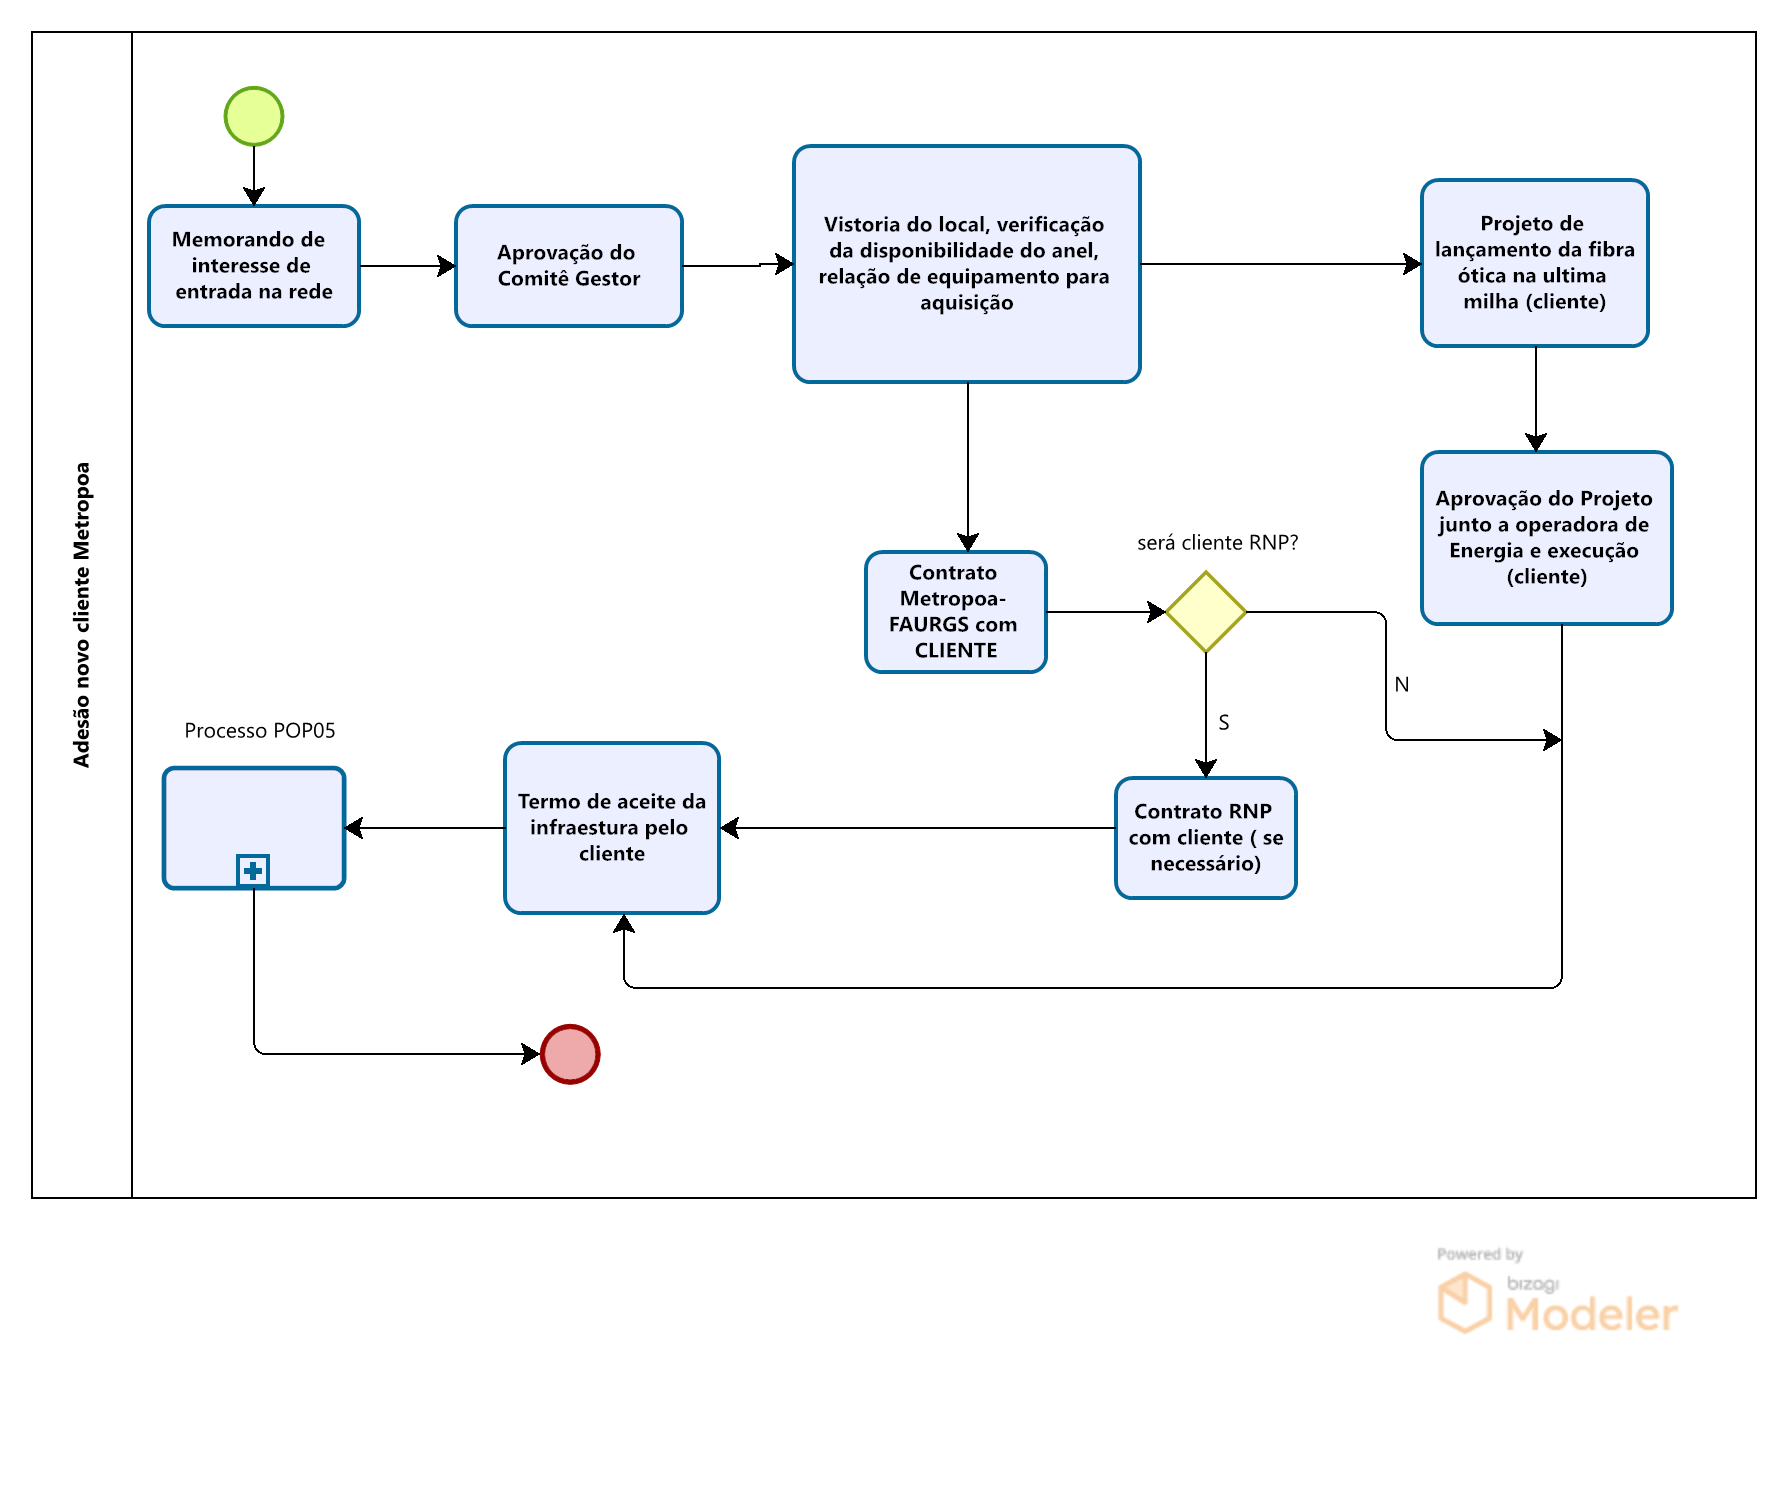 Adesão novo cliente Metropoa
Memorando de
interesse de
entrada na rede
Aprovação do
Comitê Gestor
Vistoria do local, verificação
da disponibilidade do anel,
relação de equipamento para
aquisição
Projeto de
lançamento da fibra
ótica na ultima
milha (cliente)
Aprovação do Projeto
junto a operadora de
Energia e execução
(cliente)
Contrato
Metropoa-
FAURGS com
CLIENTE
será cliente RNP?
N
S
Contrato RNP
com cliente ( se
necessário)
Termo de aceite da
infraestura pelo
cliente
Processo POP05
Powered by
bizagi
Modeler